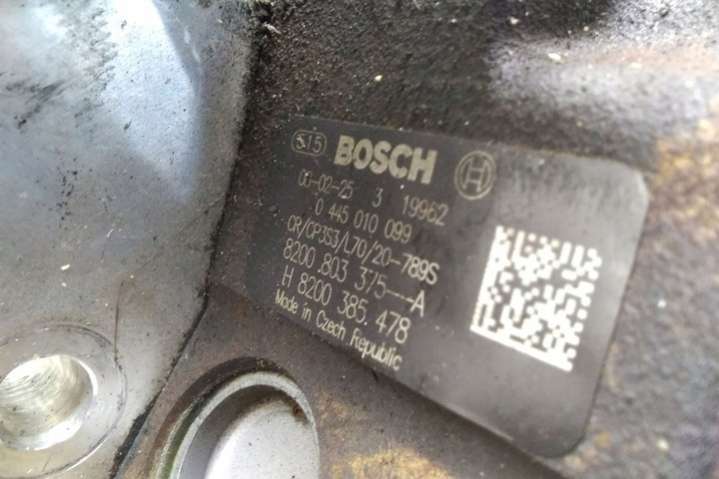 515 BOSCH
06-02-25 3 19962
0 445 010 099
CR/CP3S3/L70/20-789S
8200.803 375---A
H 8200 385.478
Made in Czech Republic